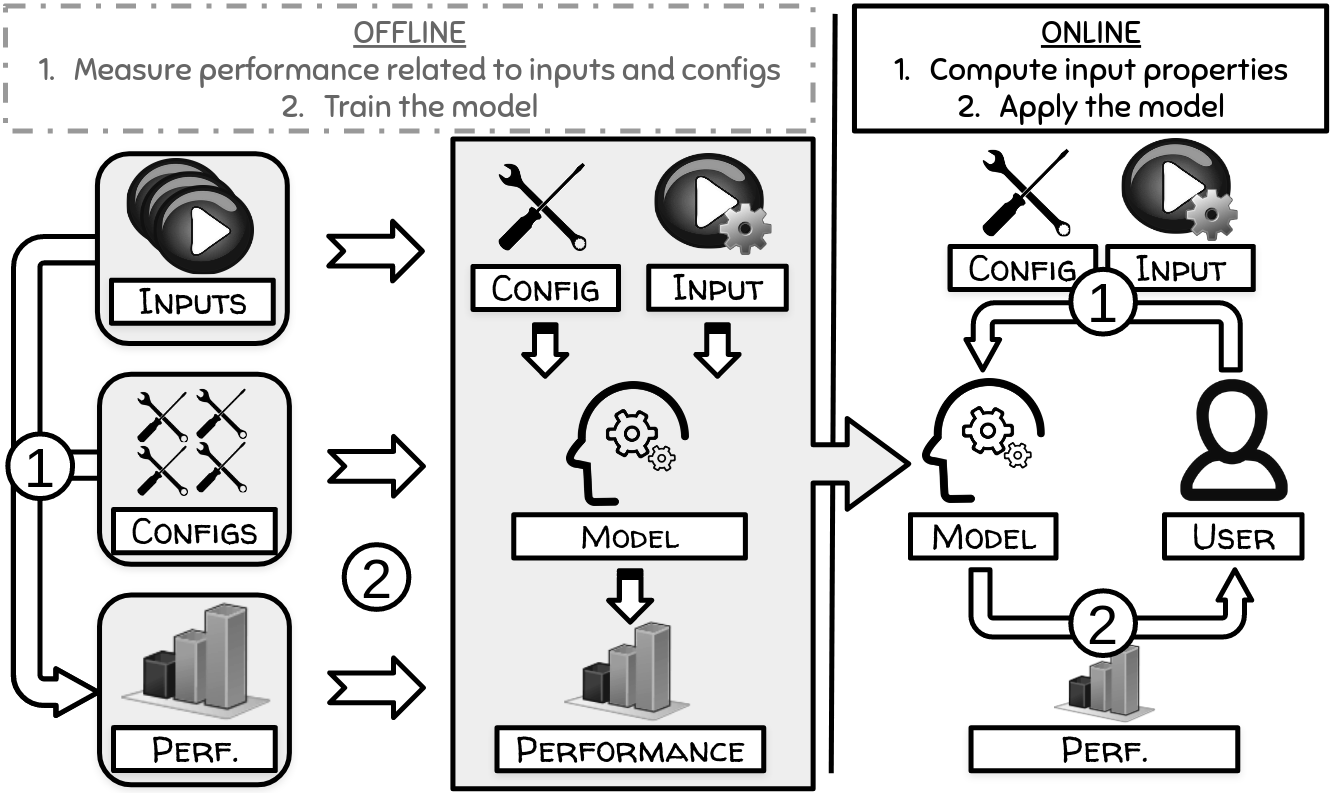 OFFLINE
1. Measure performance related to inputs and configs
2. Train the model
ONLINE
1. Compute input properties
2. Apply the model
INPUTS
CONFIGS
PERF.
1
2
CONFIG
INPUT
MODEL
PERFORMANCE
CONFIG
INPUT
1
MODEL
USER
2
PERF.